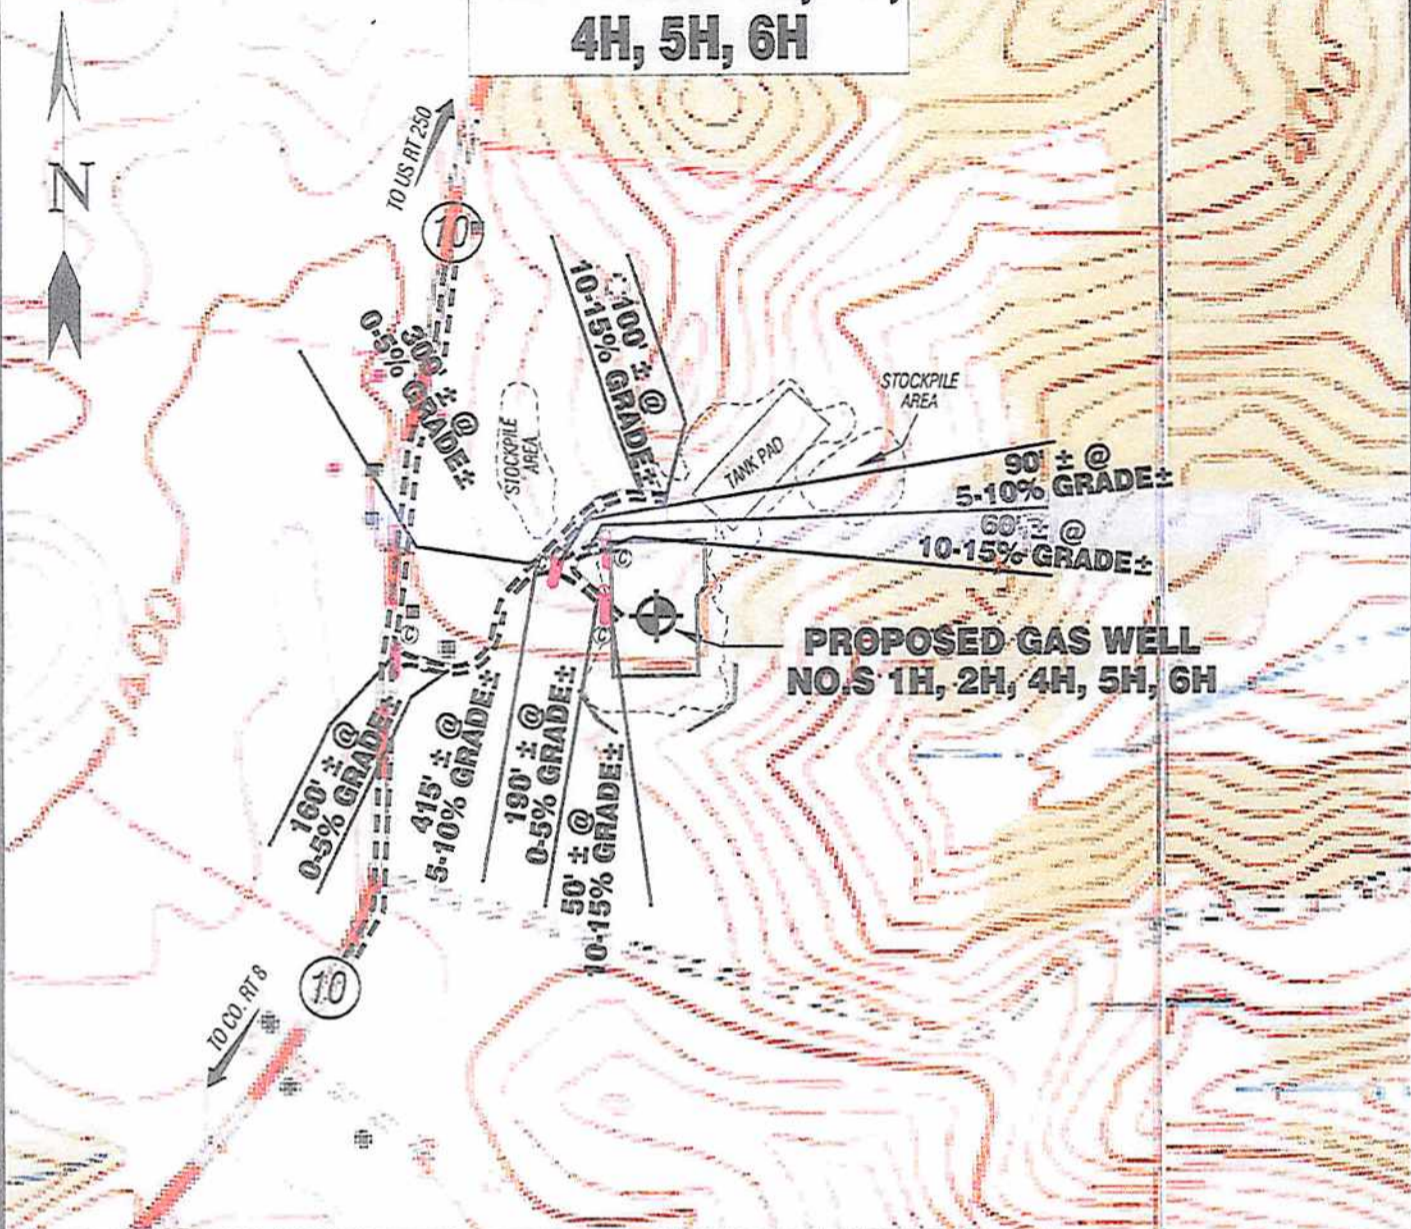 4H, 5H, 6H
N
TO US RT 250
10
300' ± @
0-5% GRADE±
100' ± @
10-15% GRADE±
STOCKPILE
AREA
STOCKPILE
AREA
TANK PAD
90' ± @
5-10% GRADE±
60' ± @
10-15% GRADE±
C
C
C
PROPOSED GAS WELL
NO.S 1H, 2H, 4H, 5H, 6H
1400
1400
160' ± @
0-5% GRADE±
415' ± @
5-10% GRADE±
190' ± @
0-5% GRADE±
50' ± @
10-15% GRADE±
10
TO CO. RT 8